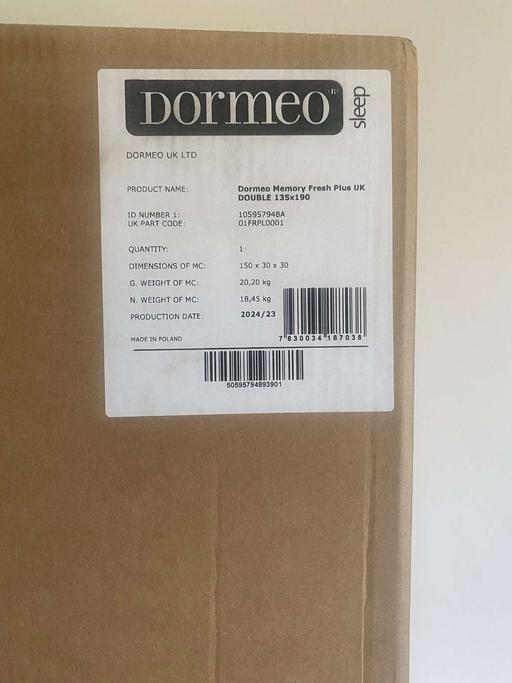 DORMEO®
sleep
DORMEO UK LTD
PRODUCT NAME: Dormeo Memory Fresh Plus UK
DOUBLE 135x190
ID NUMBER 1: 105957948A
UK PART CODE: 01FRPL0001
QUANTITY: 1
DIMENSIONS OF MC: 150 x 30 x 30
G. WEIGHT OF MC: 20,20 kg
N. WEIGHT OF MC: 18,45 kg
PRODUCTION DATE: 2024/23
7 830034 187038
MADE IN POLAND
50595794893901